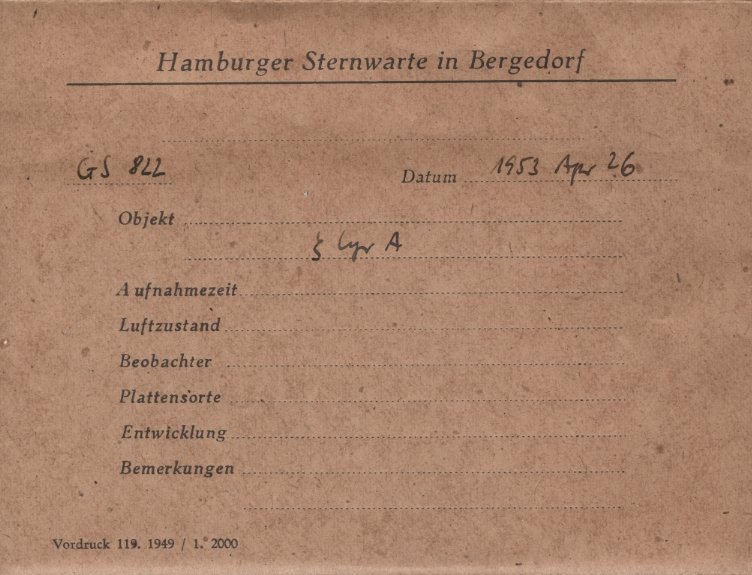 Hamburger Sternwarte in Bergedorf
GS 822 Datum 1953 Apr 26
Objekt
ξ Lyr A
Aufnahmezeit
Luftzustand
Beobachter
Plattensorte
Entwicklung
Bemerkungen
Vordruck 119. 1949 / 1. 2000